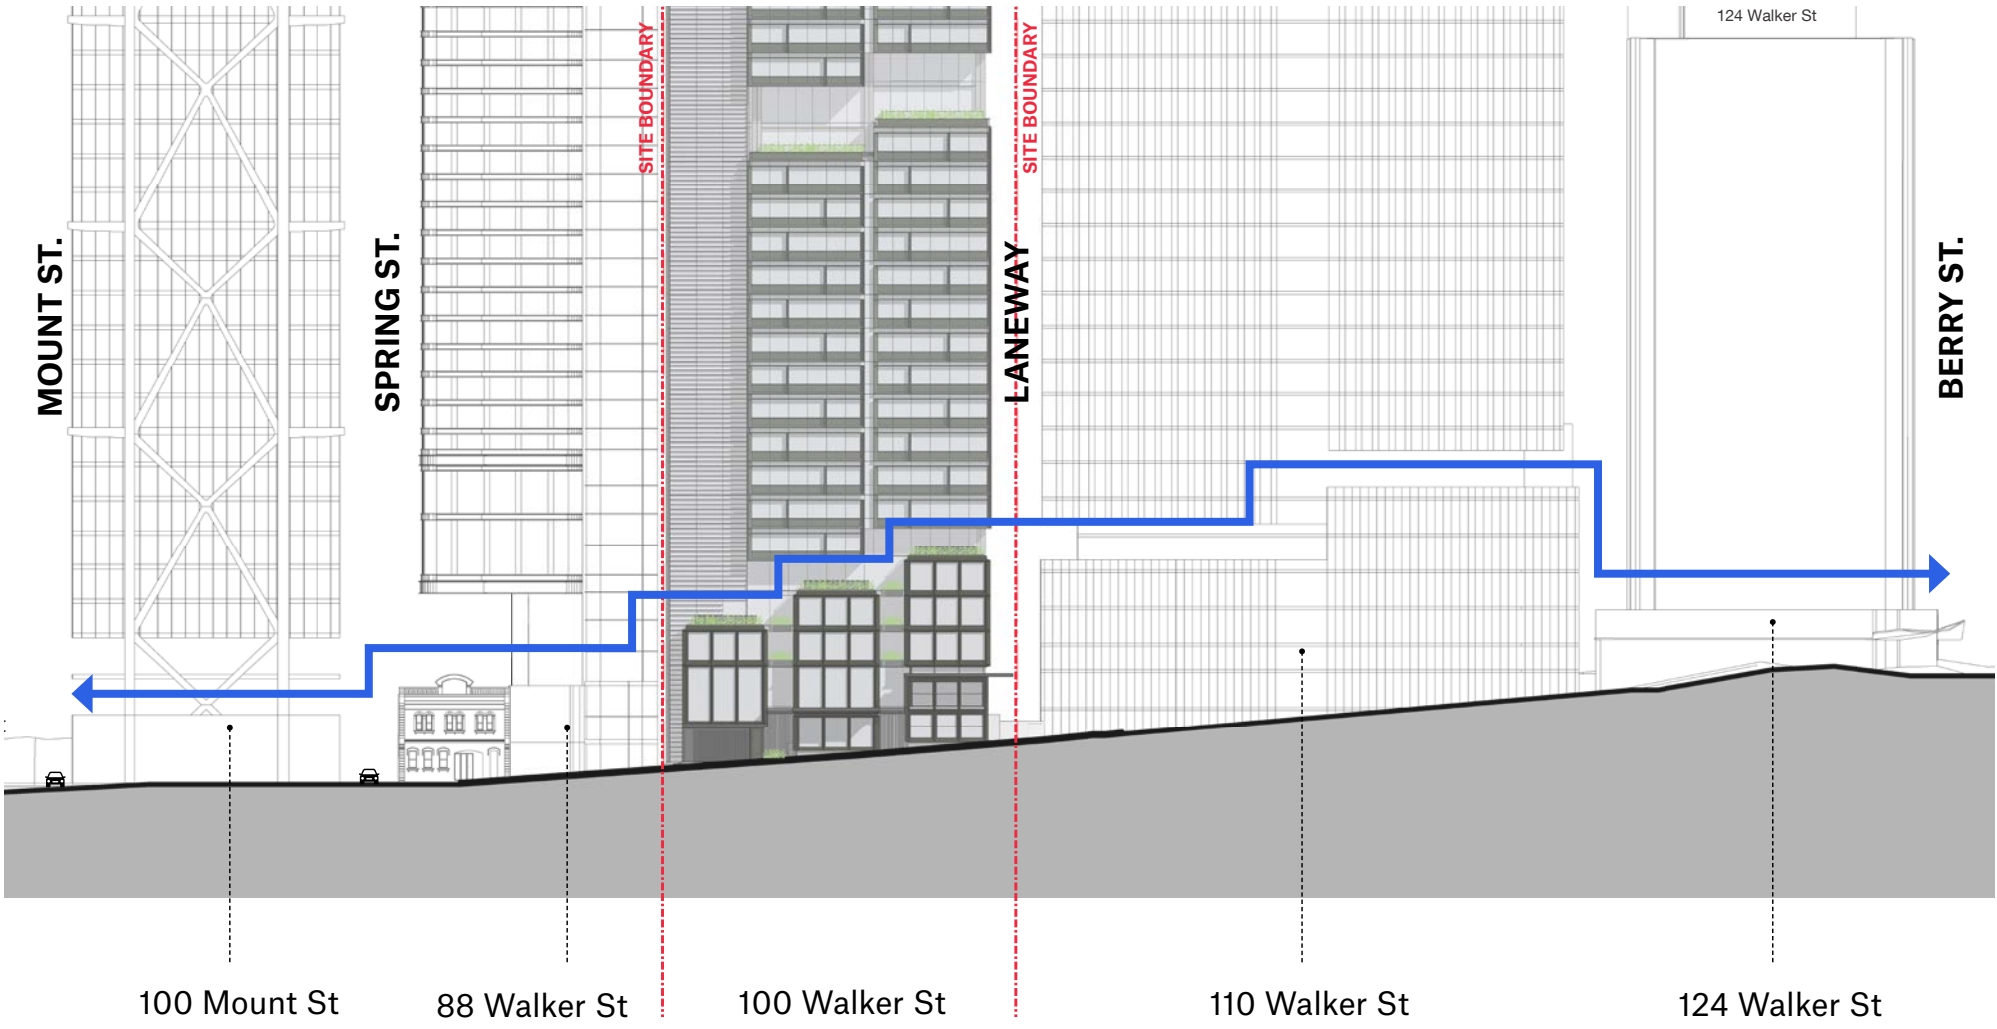 124 Walker St
SITE BOUNDARY
SITE BOUNDARY
MOUNT ST.
SPRING ST.
LANEWAY
BERRY ST.
100 Mount St
88 Walker St
100 Walker St
110 Walker St
124 Walker St